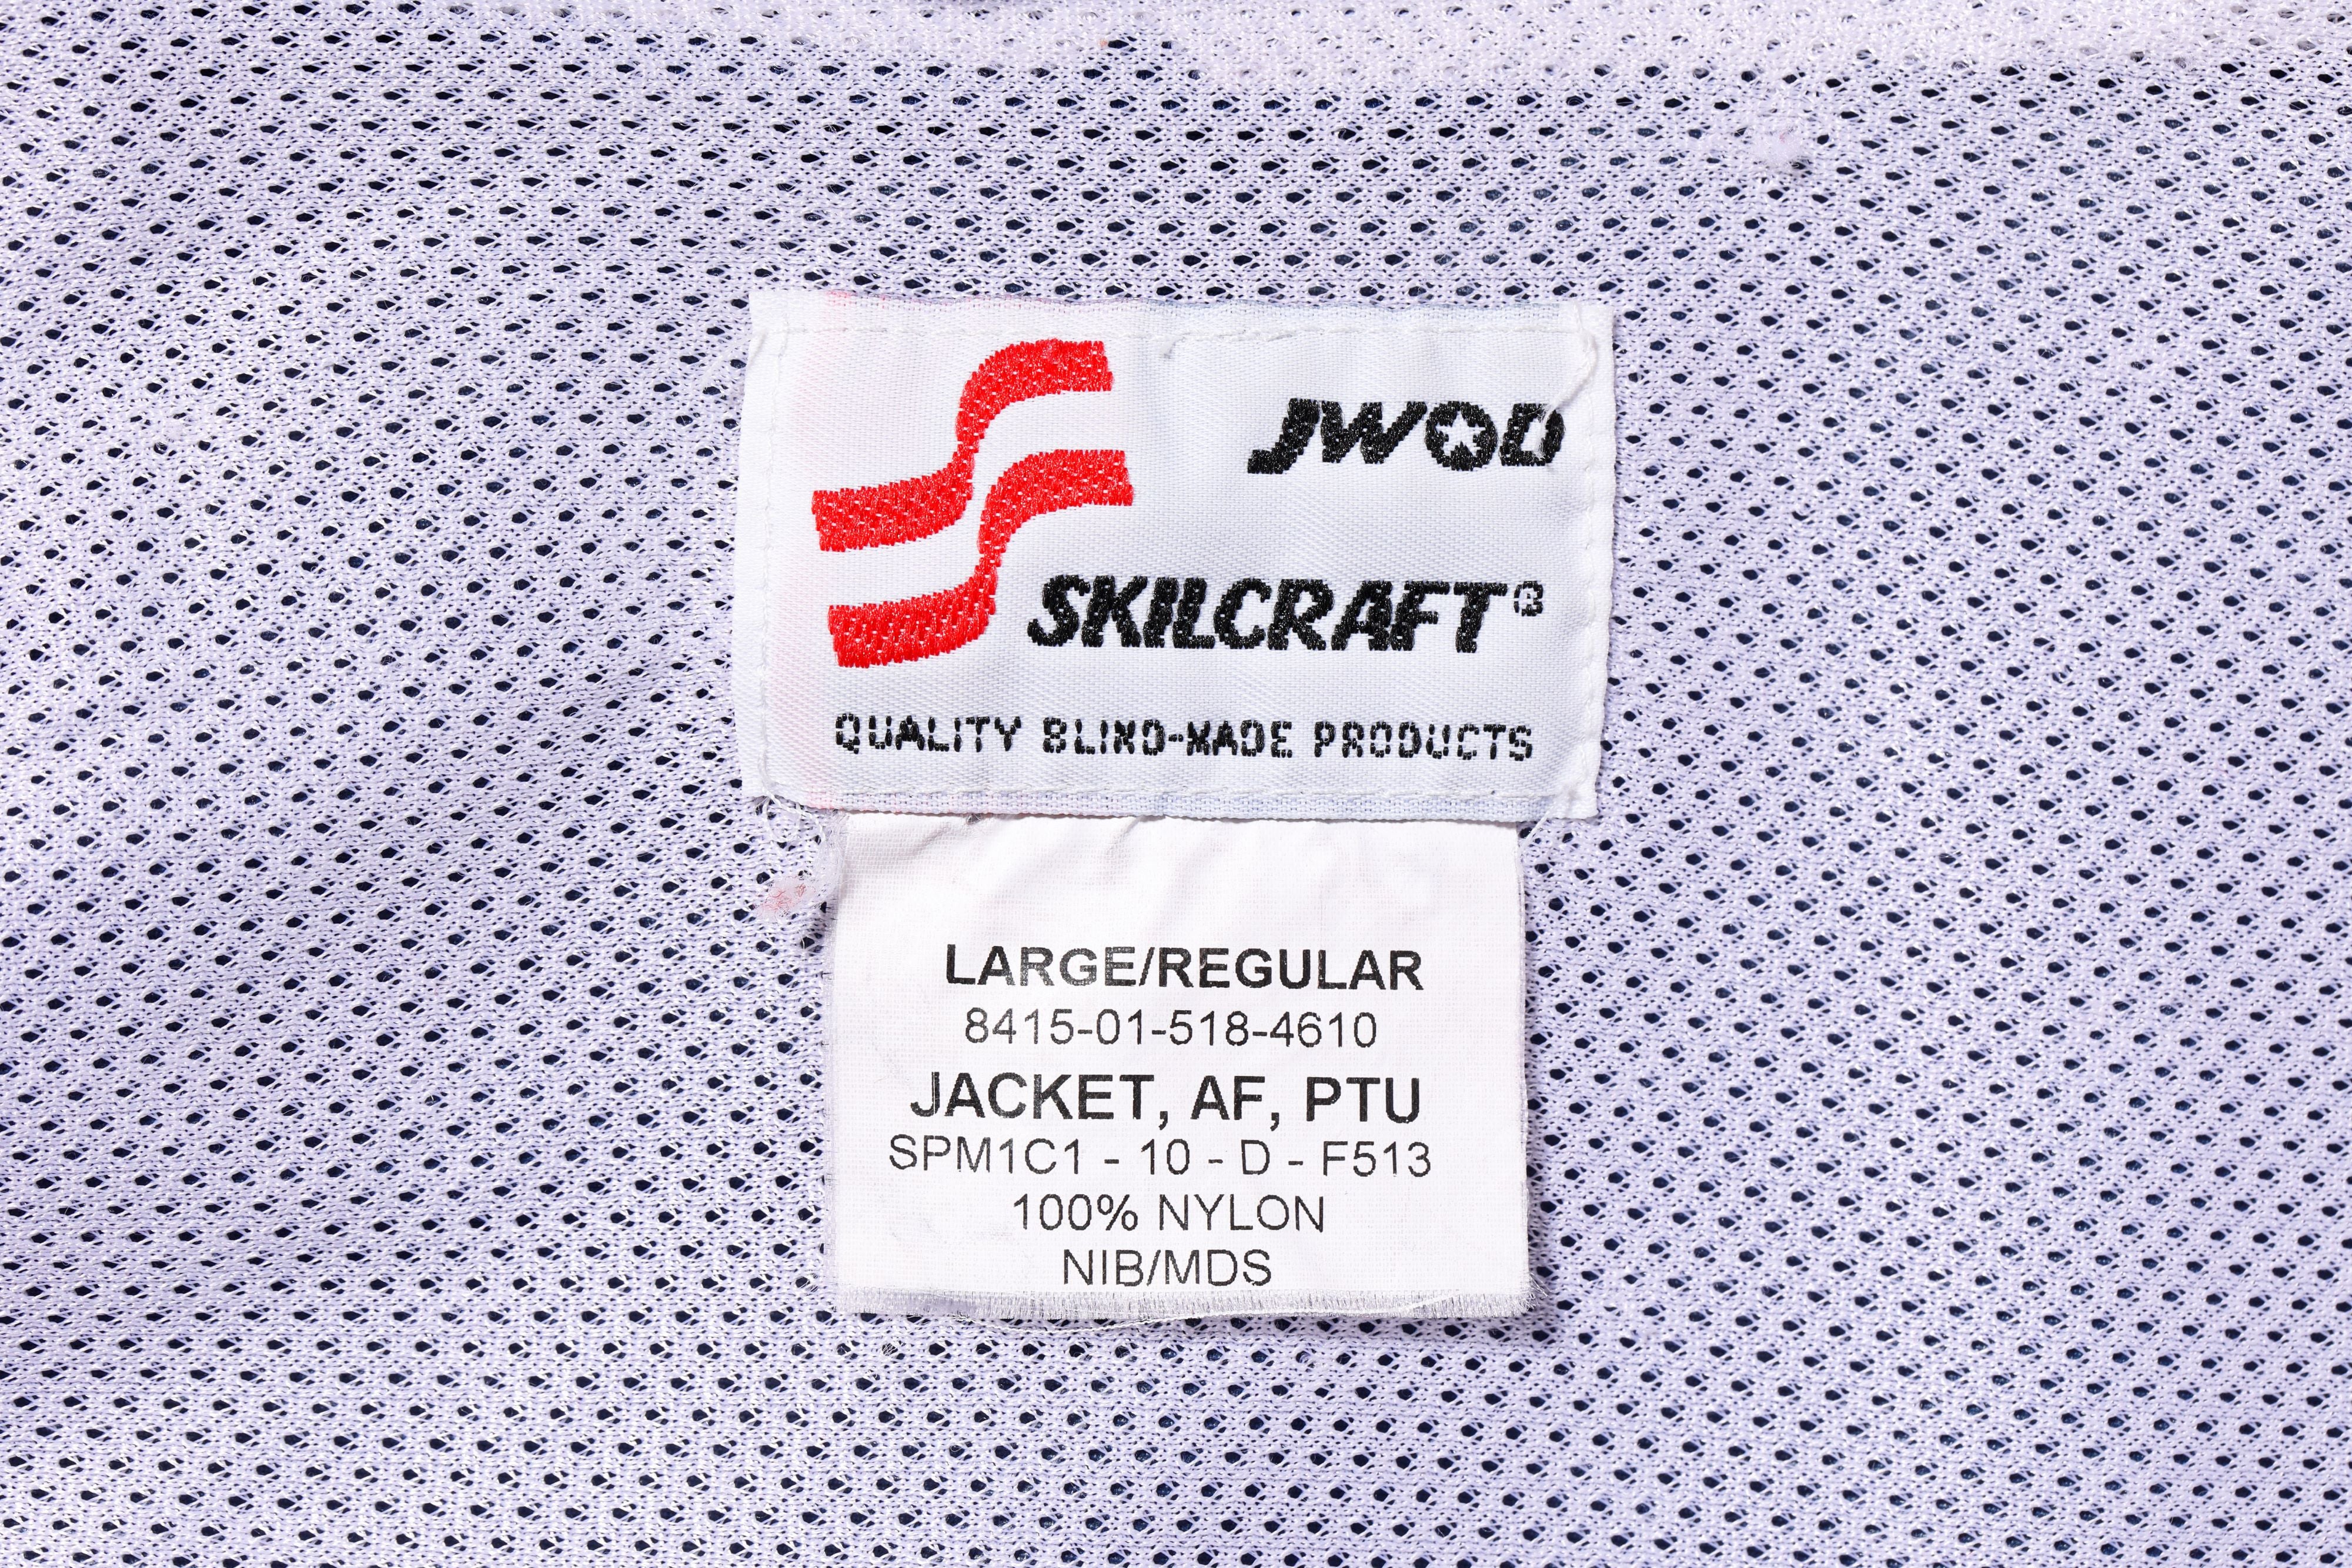 JWOD
SKILCRAFT®
QUALITY BLIND-MADE PRODUCTS
LARGE/REGULAR
8415-01-518-4610
JACKET, AF, PTU
SPM1C1 - 10 - D - F513
100% NYLON
NIB/MDS